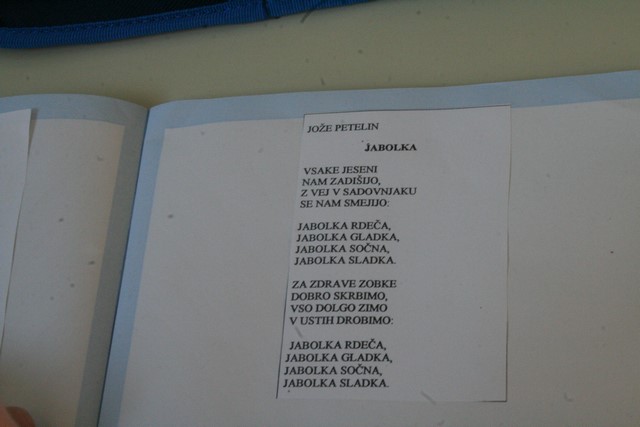 JOŽE PETELIN
JABOLKA
VSAKE JESENI
NAM ZADIŠIJO,
Z VEJ V SADOVNJAKU
SE NAM SMEJIJO:
JABOLKA RDEČA,
JABOLKA GLADKA,
JABOLKA SOČNA,
JABOLKA SLADKA.
ZA ZDRAVE ZOBKE
DOBRO SKRBIMO,
VSO DOLGO ZIMO
V USTIH DROBIMO:
JABOLKA RDEČA,
JABOLKA GLADKA,
JABOLKA SOČNA,
JABOLKA SLADKA.